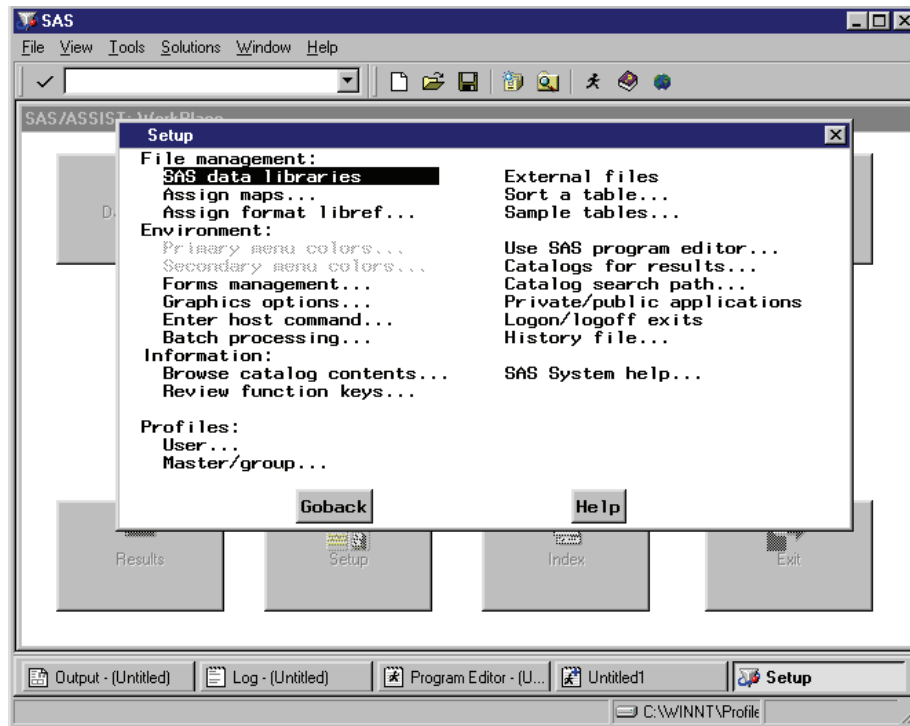 SAS
File View Tools Solutions Window Help
SAS/ASSIST: WorkPlace
Setup
File management:
SAS data libraries External files
Assign maps... Sort a table...
Assign format libref... Sample tables...
Environment:
Primary menu colors... Use SAS program editor...
Secondary menu colors... Catalogs for results...
Forms management... Catalog search path...
Graphics options... Private/public applications
Enter host command... Logon/logoff exits
Batch processing... History file...
Information:
Browse catalog contents... SAS System help...
Review function keys...
Profiles:
User...
Master/group...
Goback Help
Results Setup Index Exit
Output - (Untitled) Log - (Untitled) Program Editor - (U... Untitled1 Setup
C:\WINNT\Profile